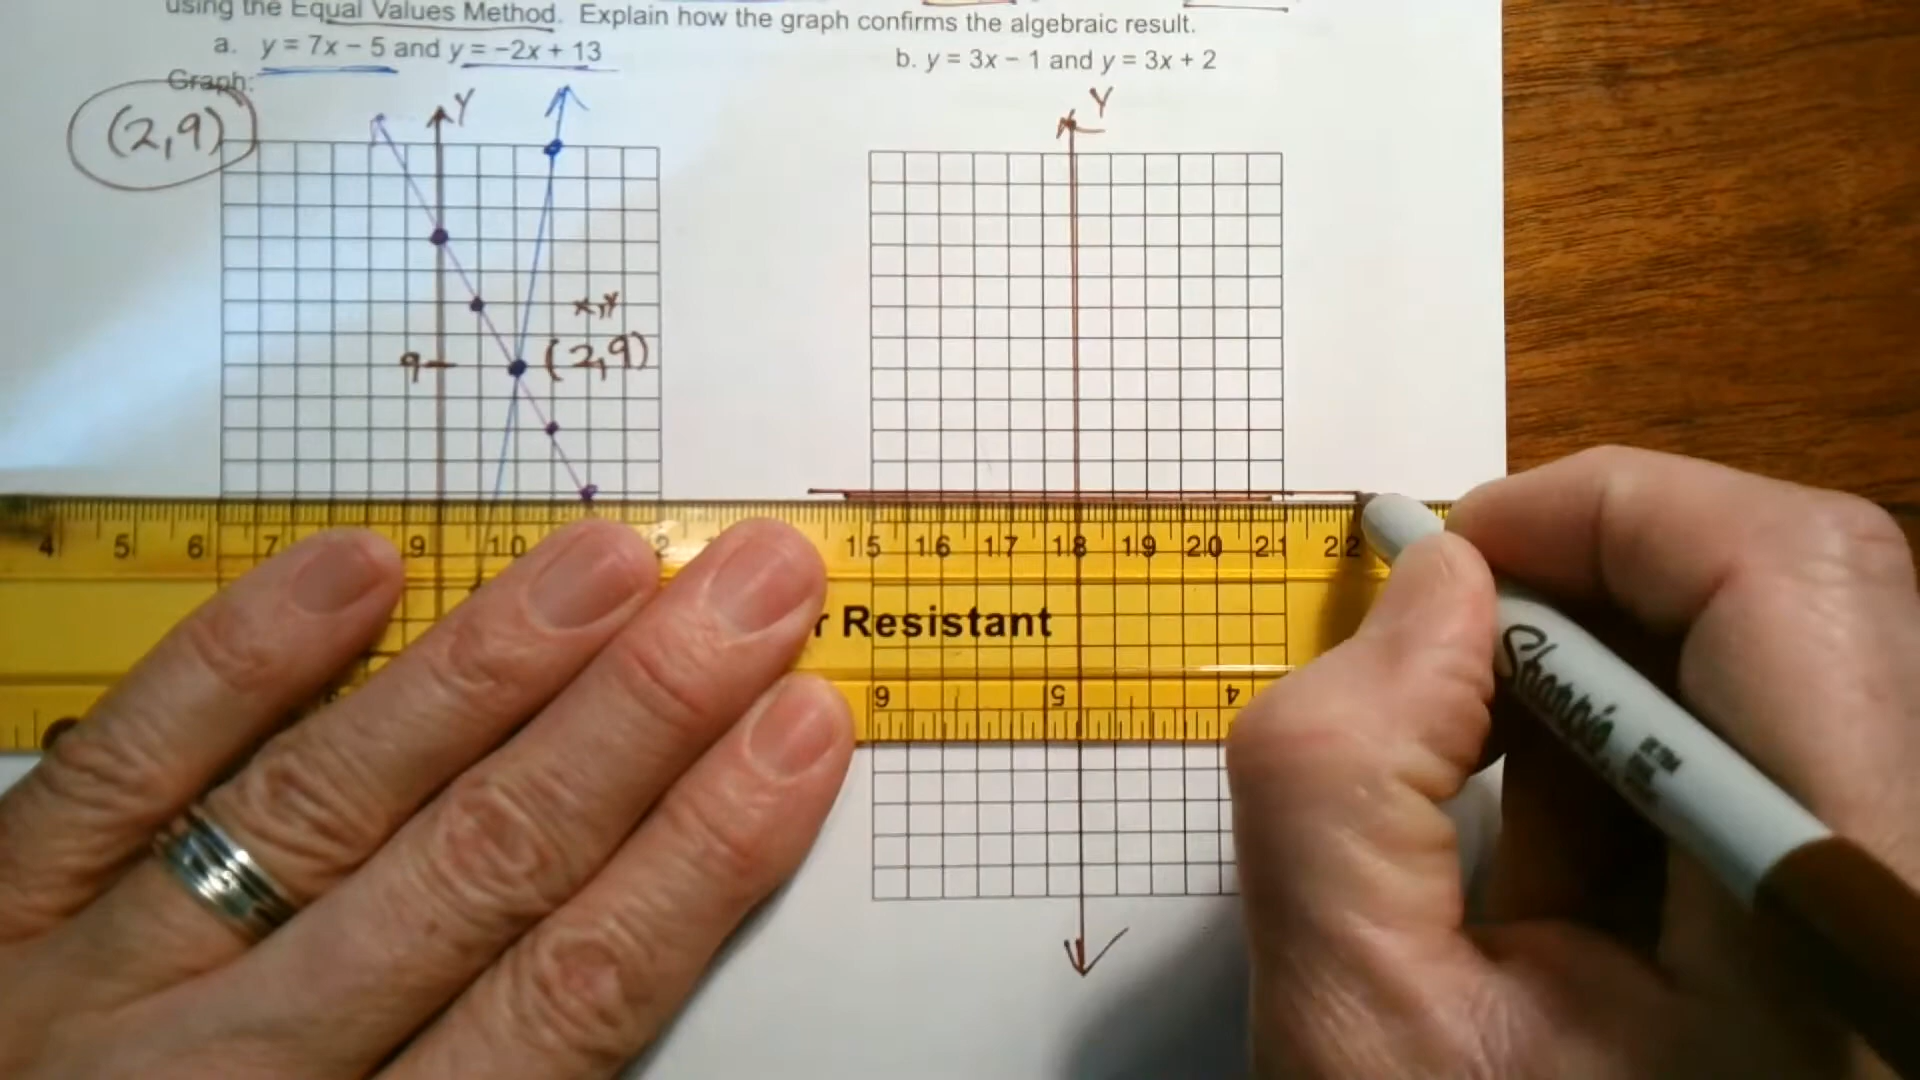 using the Equal Values Method. Explain how the graph confirms the algebraic result.
a. y = 7x − 5 and y = −2x + 13
b. y = 3x − 1 and y = 3x + 2
Graph:
(2,9)
Y
Y
x,y
9
(2,9)
4 5 6 7 9 10 2 15 16 17 18 19 20 21 22
r Resistant
6 5 4
Sharpie